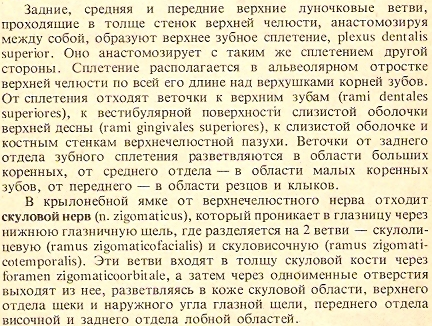 Задние, средняя и передние верхние луночковые ветви,
проходящие в толще стенок верхней челюсти, анастомозируя
между собой, образуют верхнее зубное сплетение, plexus dentalis
superior. Оно анастомозирует с таким же сплетением другой
стороны. Сплетение располагается в альвеолярном отростке
верхней челюсти по всей его длине над верхушками корней зубов.
От сплетения отходят веточки к верхним зубам (rami dentales
superiores), к вестибулярной поверхности слизистой оболочки
верхней десны (rami gingivales superiores), к слизистой оболочке и
костным стенкам верхнечелюстной пазухи. Веточки от заднего
отдела зубного сплетения разветвляются в области больших
коренных, от среднего отдела — в области малых коренных
зубов, от переднего — в области резцов и клыков.
В крылонебной ямке от верхнечелюстного нерва отходит
скуловой нерв (n. zigomaticus), который проникает в глазницу через
нижнюю глазничную щель, где разделяется на 2 ветви — скулоли-
цевую (ramus zigomaticofacialis) и скуловисочную (ramus zigomati-
cotemporalis). Эти ветви входят в толщу скуловой кости через
foramen zigomaticoorbitale, а затем через одноименные отверстия
выходят из нее, разветвляясь в коже скуловой области, верхнего
отдела щеки и наружного угла глазной щели, переднего отдела
височной и заднего отдела лобной областей.